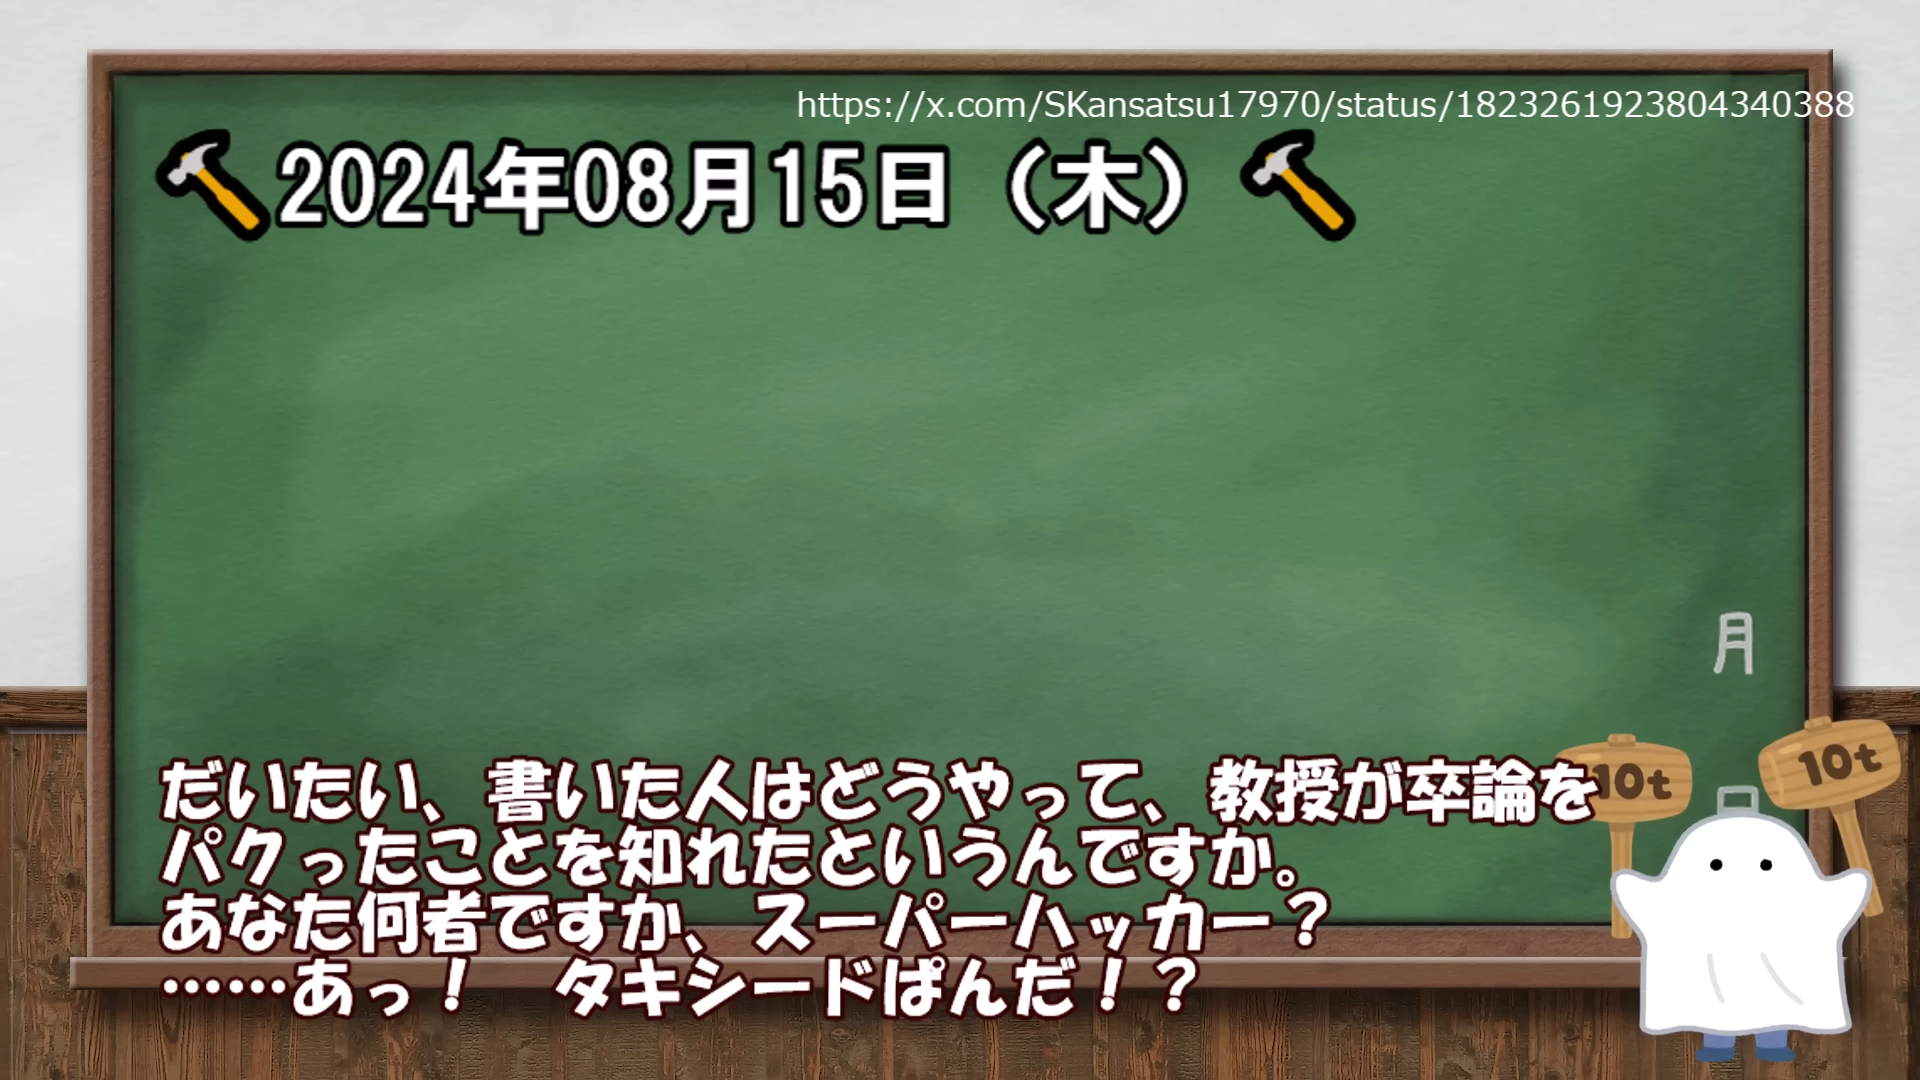 https://x.com/SKansatsu17970/status/1823261923804340388
🔨2024年08月15日（木）🔨
月
10t
10t
だいたい、書いた人はどうやって、教授が卒論を
パクったことを知れたというんですか。
あなた何者ですか、スーパーハッカー？
……あっ！　タキシードぱんだ！？